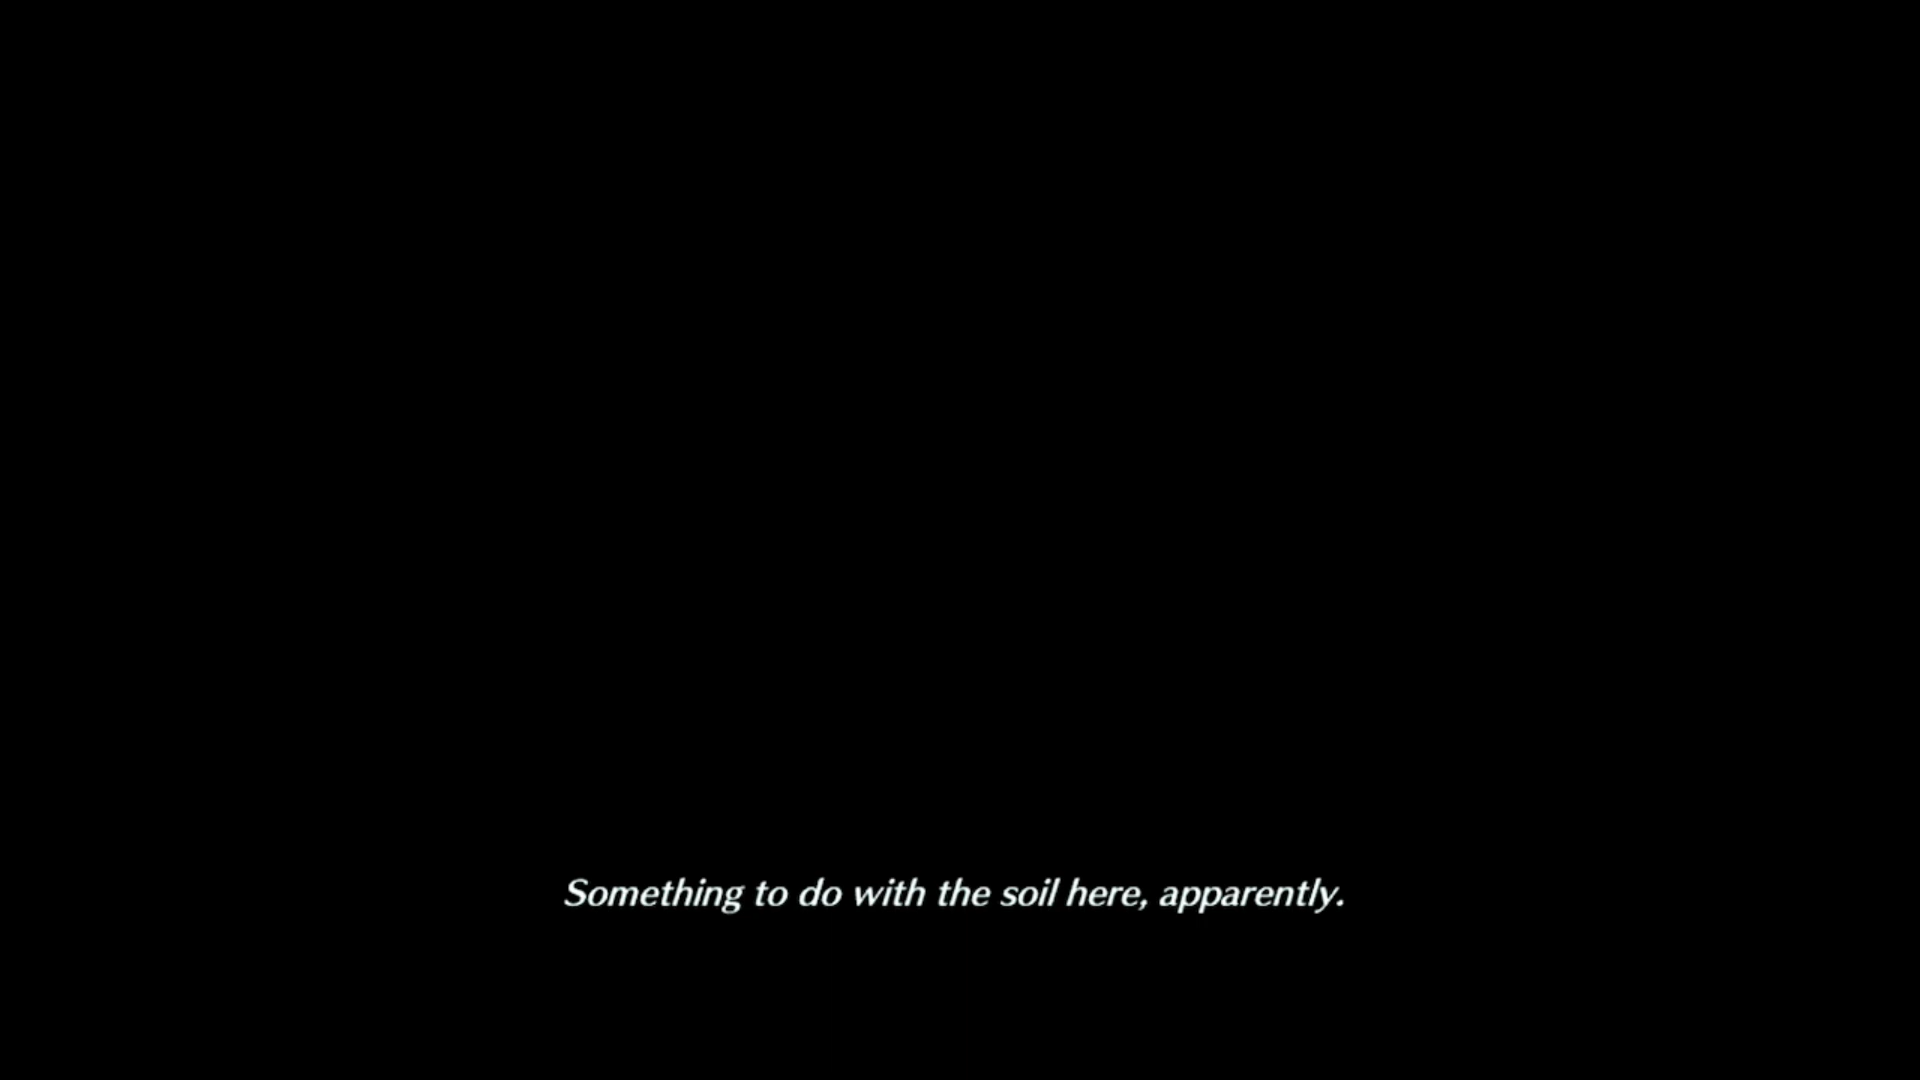 Something to do with the soil here, apparently.